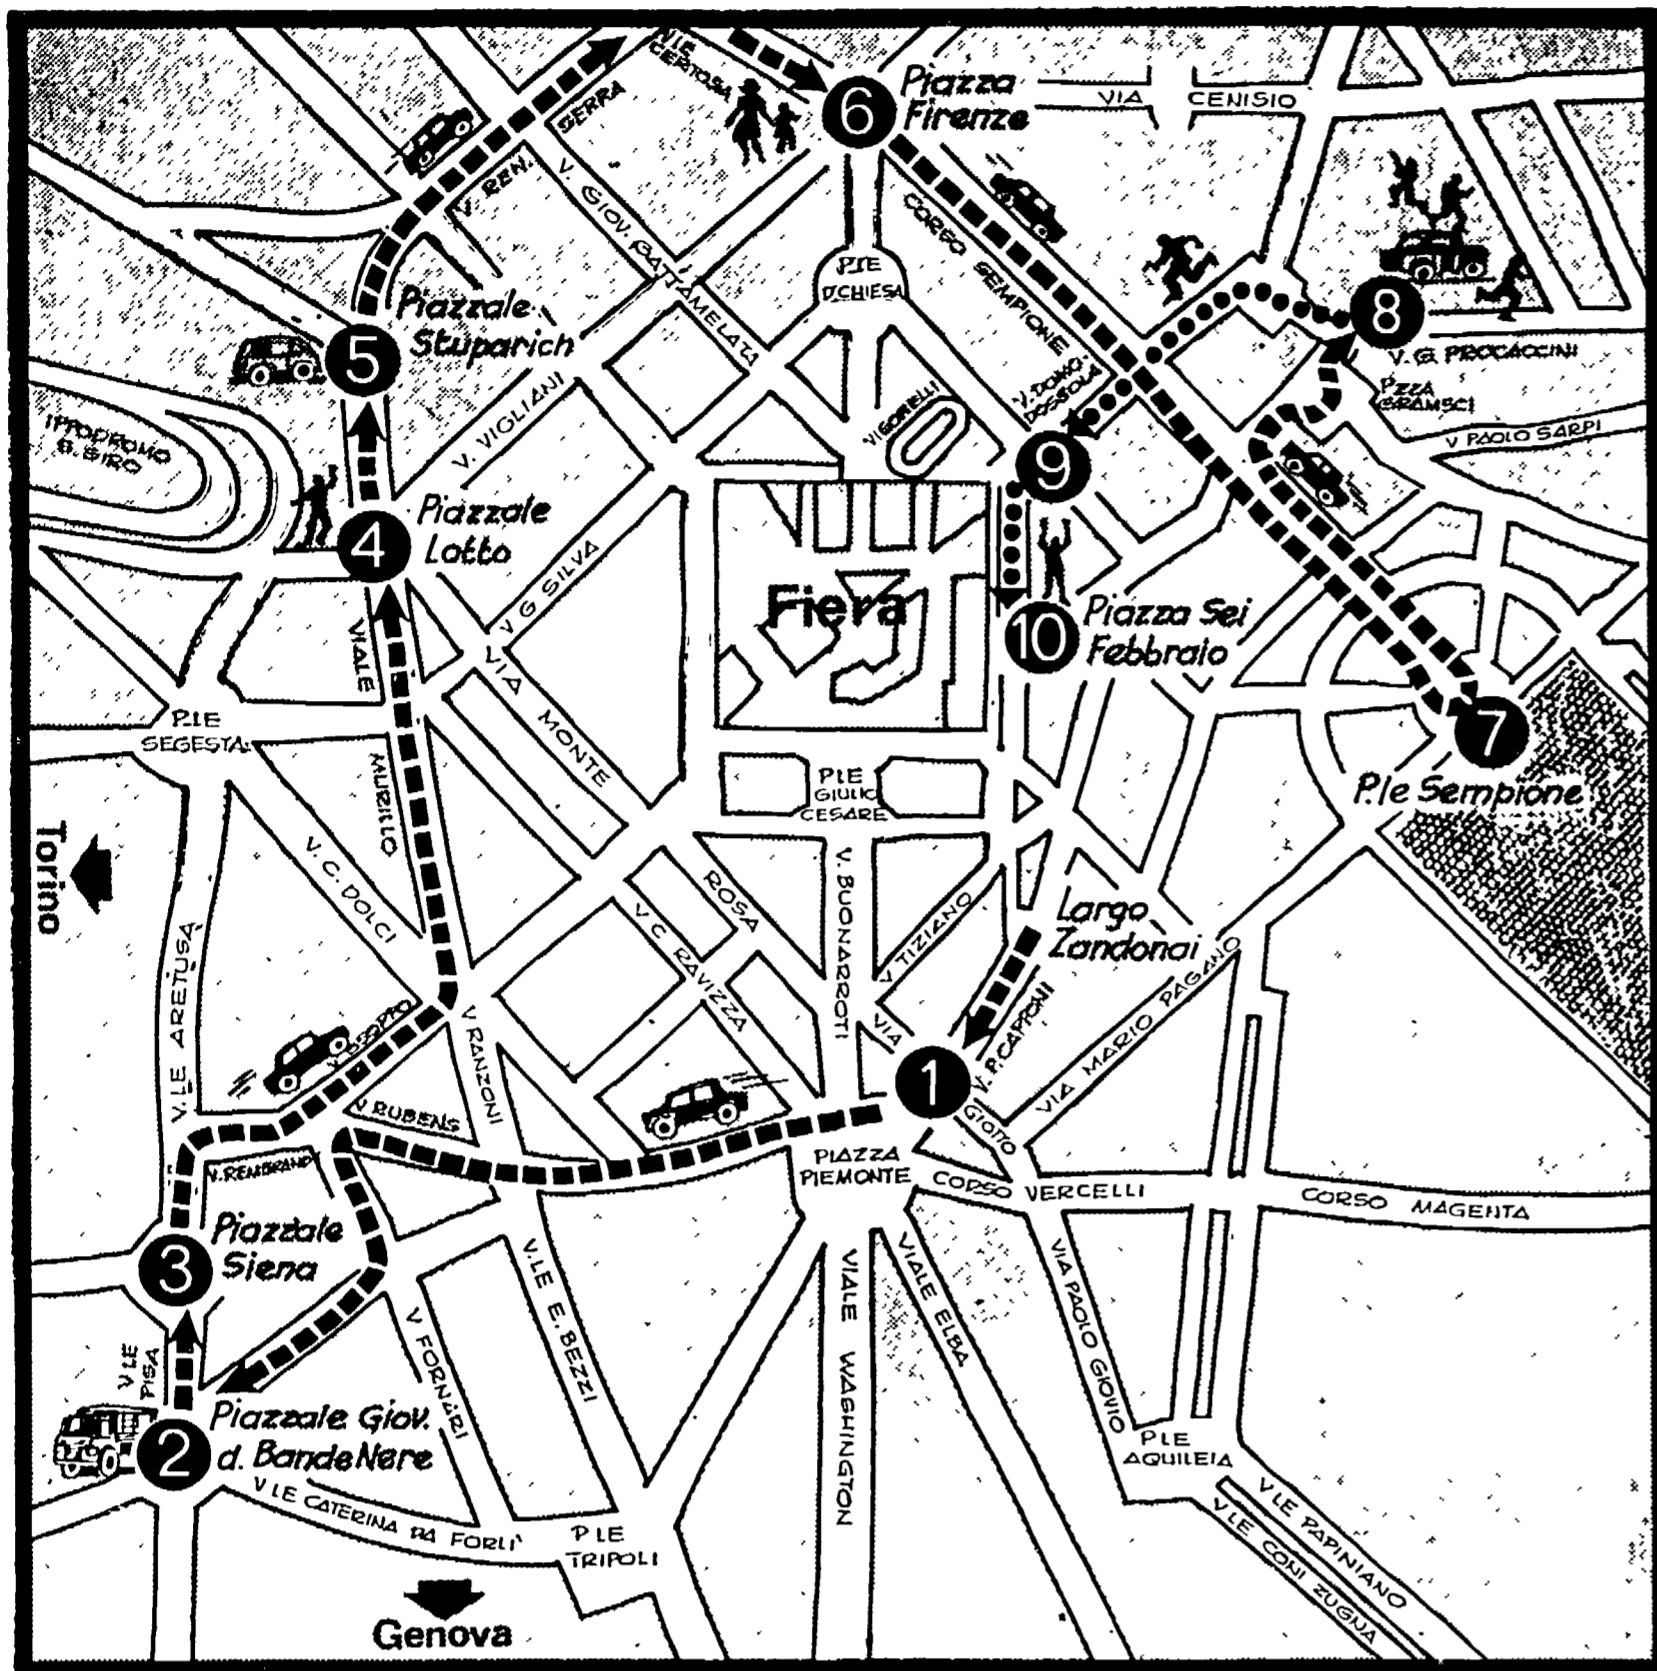 V.LE
CERTOSA
REN.
SERRA
6
Piazza
Firenze
VIA CENISIO
V. GIOV. BATT. AMELATA
CORSO SEMPIONE
P.LE
D.CHIESA
8
V. G. PROCACCINI
P.ZZA
GRAMSCI
V PAOLO SARPI
Piazzale
Stuparich
5
V. DOMO-
DOSSOLA
VIGORELLI
9
IPPODROMO
S. SIRO
V. VIGLIANI
Piazzale
Lotto
4
V G SILVA
Fiera
10
Piazza Sei
Febbraio
VIALE
MURILLO
VIA MONTE
ROSA
P.LE
SEGESTA
7
P.le Sempione
P.LE
GIULIO
CESARE
Torino
V. C. DOLCI
V. BUONARROTI
V C RAVIZZA
V TIZIANO
Largo
Zandonai
V.LE ARETUSA
V RANZONI
VIA
GIOTTO
V. P. CAPPONI
VIA MARIO PAGANO
1
V RUBENS
V. REMBRAND
PIAZZA
PIEMONTE
CORSO VERCELLI
CORSO MAGENTA
Piazzale
Siena
3
V LE
PISA
V FORNARI
V.LE E. BEZZI
VIALE WASHINGTON
VIALE ELBA
VIA PAOLO GIOVIO
Piazzale Giov.
d. Bande Nere
2
V LE CATERINA DA FORLI'
P LE
TRIPOLI
P LE
AQUILEIA
V LE PAPINIANO
V LE CONI ZUGNA
Genova